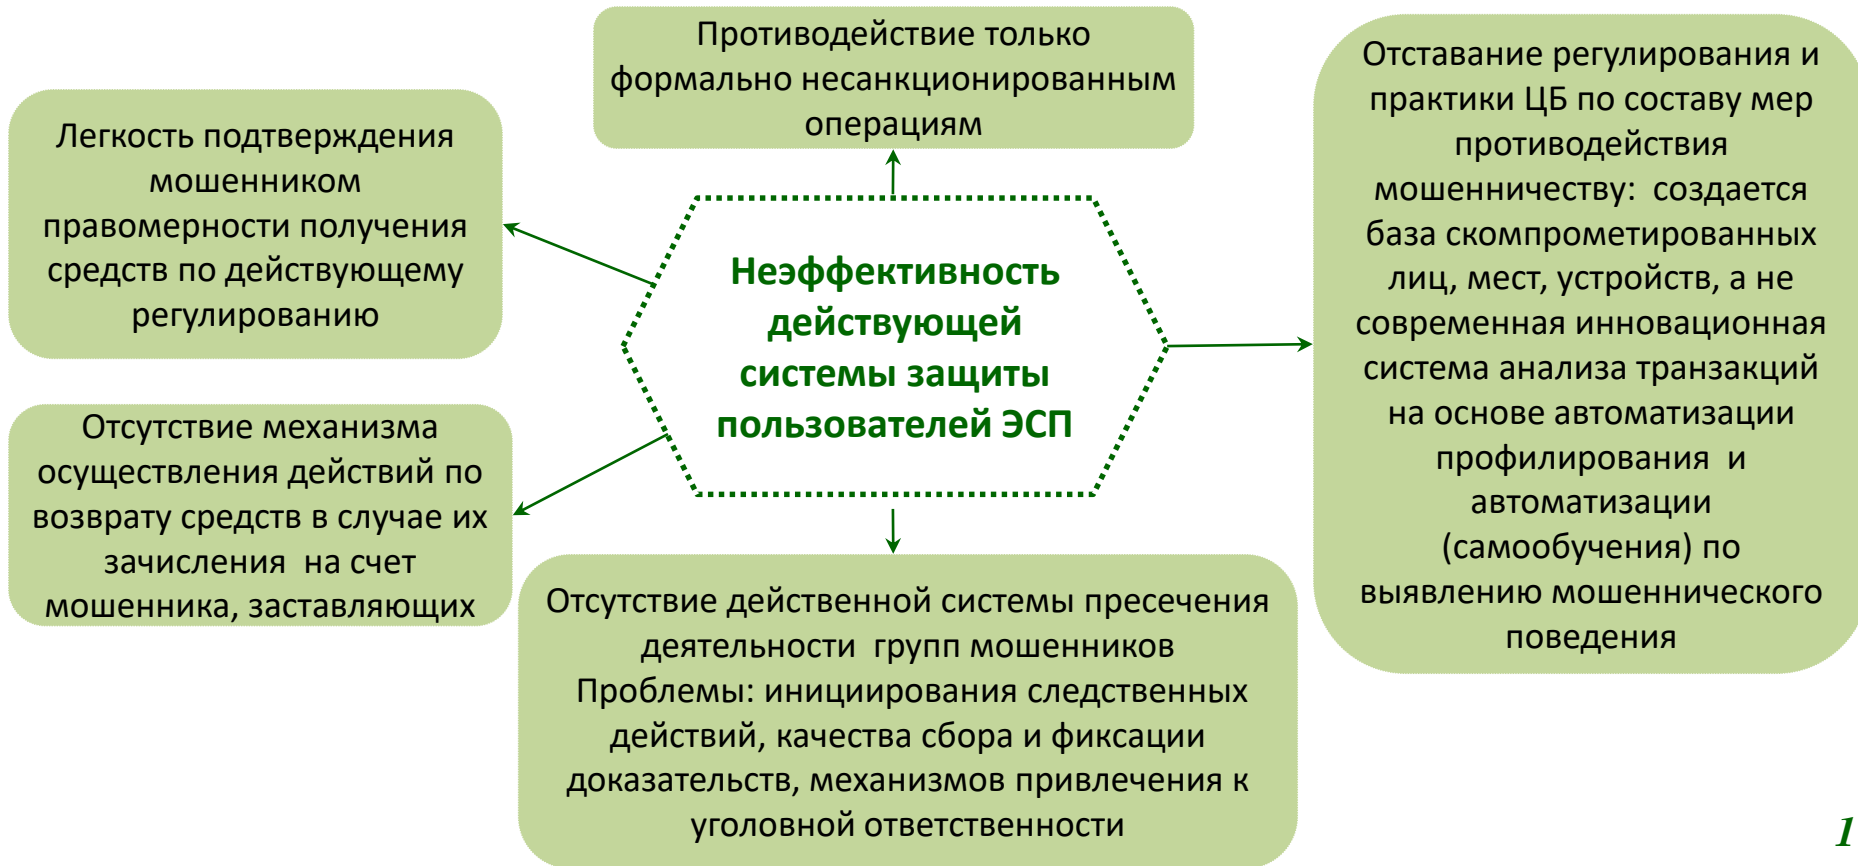 Противодействие только
формально несанкционированным
операциям
Легкость подтверждения
мошенником
правомерности получения
средств по действующему
регулированию
Отставание регулирования и
практики ЦБ по составу мер
противодействия
мошенничеству:  создается
база скомпрометированных
лиц, мест, устройств, а не
современная инновационная
система анализа транзакций
на основе автоматизации
профилирования  и
автоматизации
(самообучения) по
выявлению мошеннического
поведения
Неэффективность
действующей
системы защиты
пользователей ЭСП
Отсутствие механизма
осуществления действий по
возврату средств в случае их
зачисления  на счет
мошенника, заставляющих
Отсутствие действенной системы пресечения
деятельности  групп мошенников
Проблемы: инициирования следственных
действий, качества сбора и фиксации
доказательств, механизмов привлечения к
уголовной ответственности
1